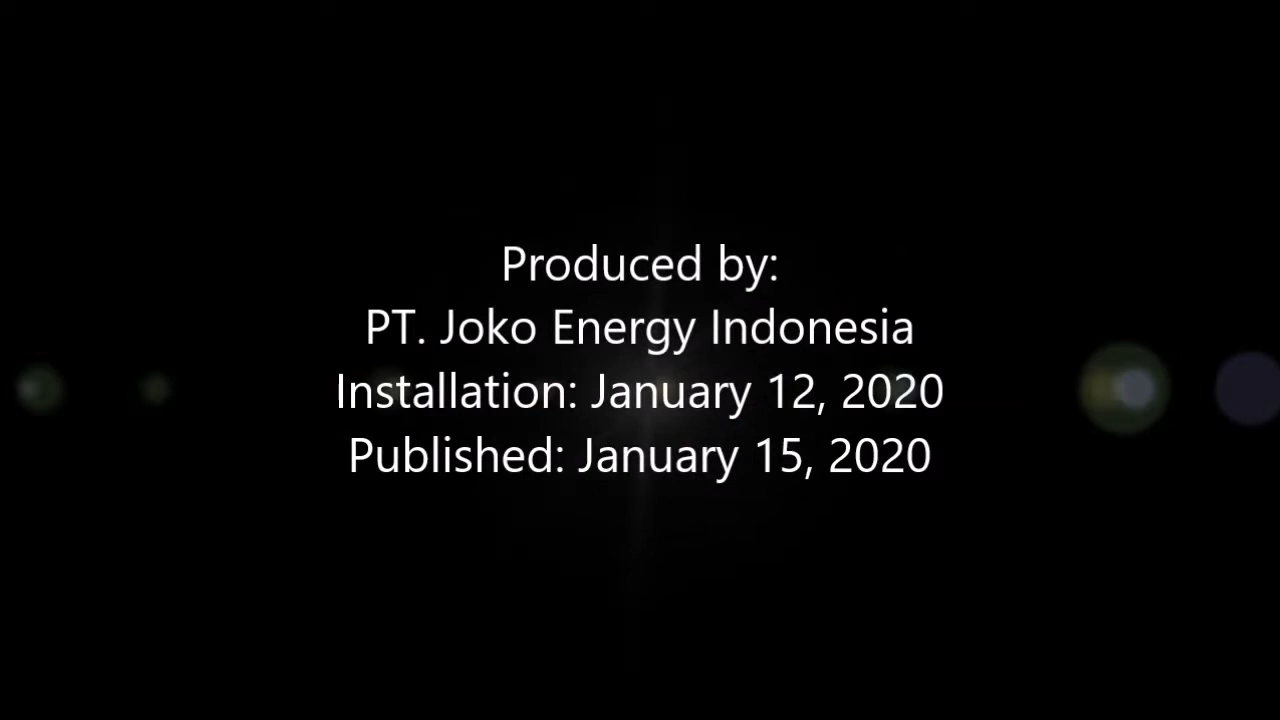 Produced by:
PT. Joko Energy Indonesia
Installation: January 12, 2020
Published: January 15, 2020